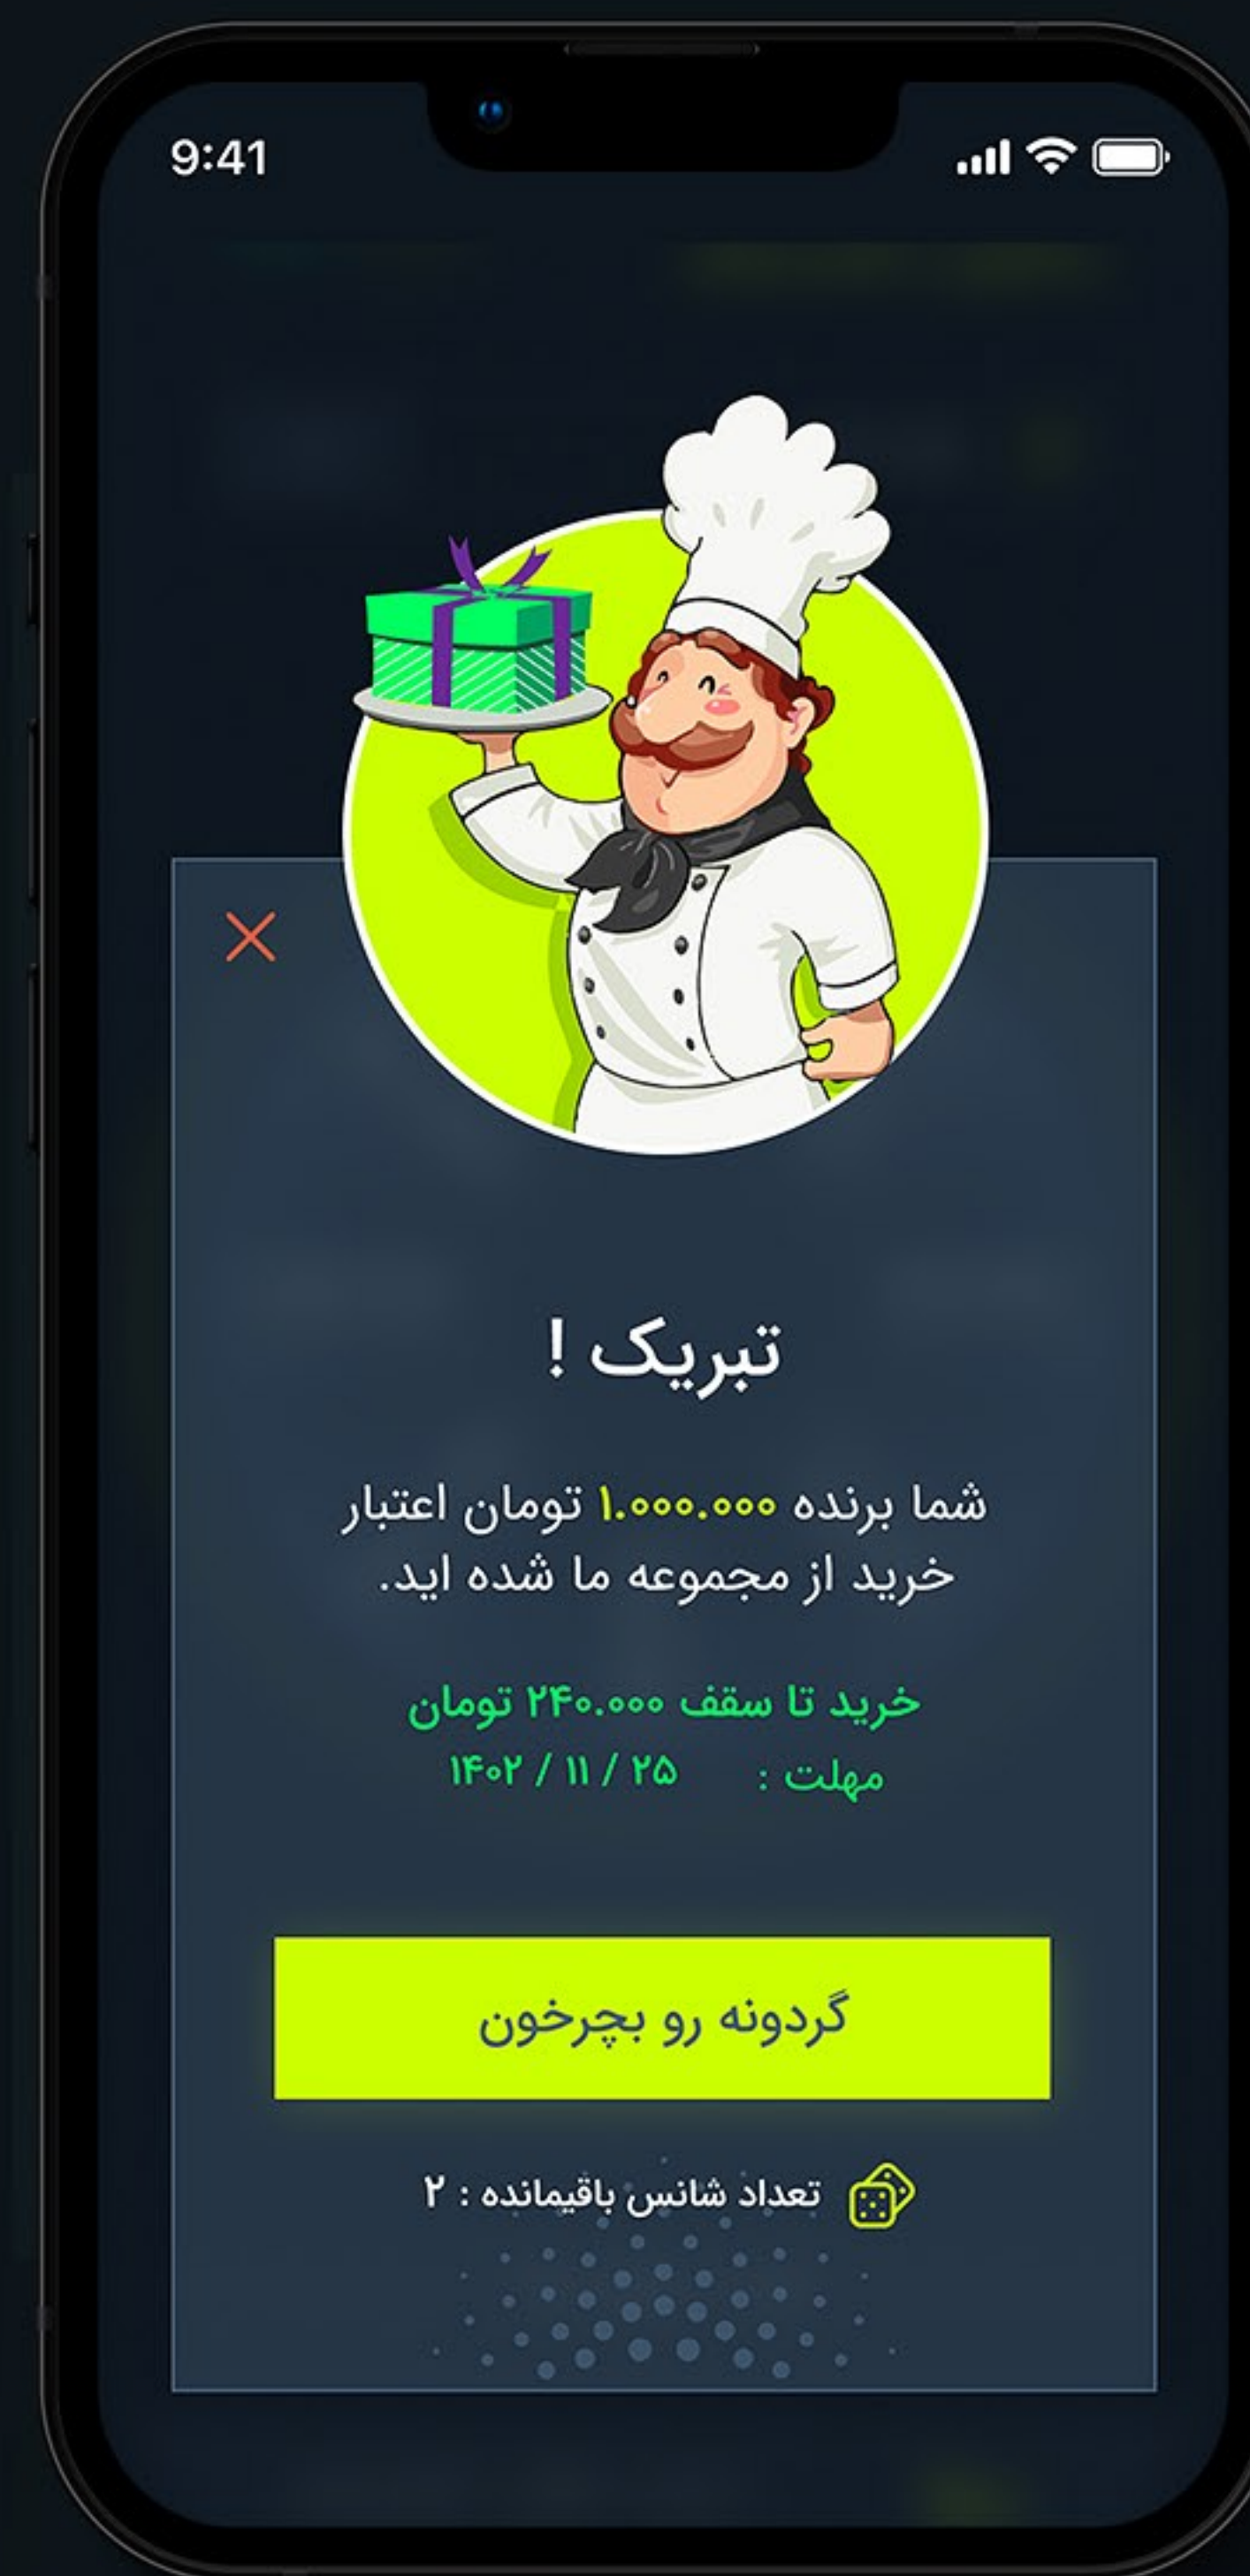 9:41
تبریک !
شما برنده ۱.۰۰۰.۰۰۰ تومان اعتبار
خرید از مجموعه ما شده اید.
خرید تا سقف ۲۴۰.۰۰۰ تومان
مهلت : ۲۵ / ۱۱ / ۱۴۰۲
گردونه رو بچرخون
تعداد شانس باقیمانده : ۲